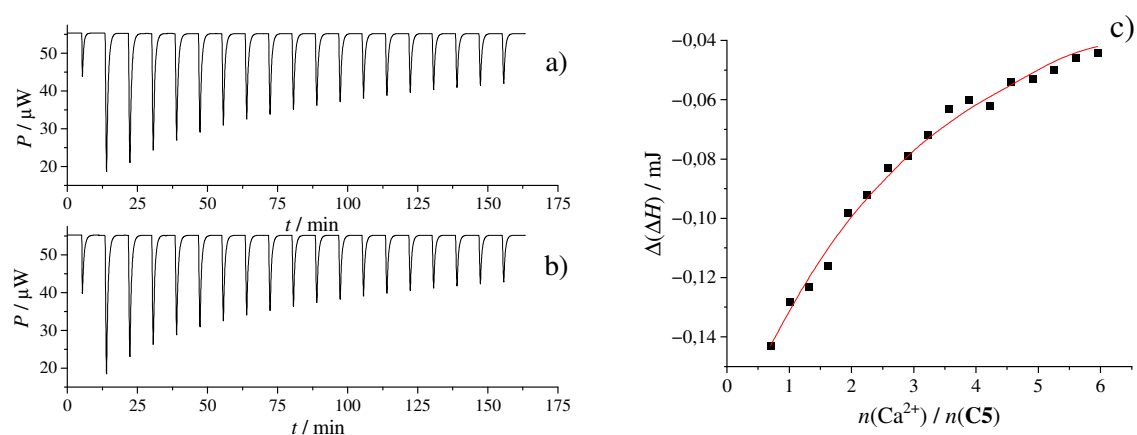 a)
P / µW
50
40
30
20
0 25 50 75 100 125 150 175
t / min
b)
P / µW
50
40
30
20
0 25 50 75 100 125 150 175
t / min
c)
Δ(ΔH) / mJ
−0,04
−0,06
−0,08
−0,10
−0,12
−0,14
0 1 2 3 4 5 6
n(Ca²⁺) / n(C5)